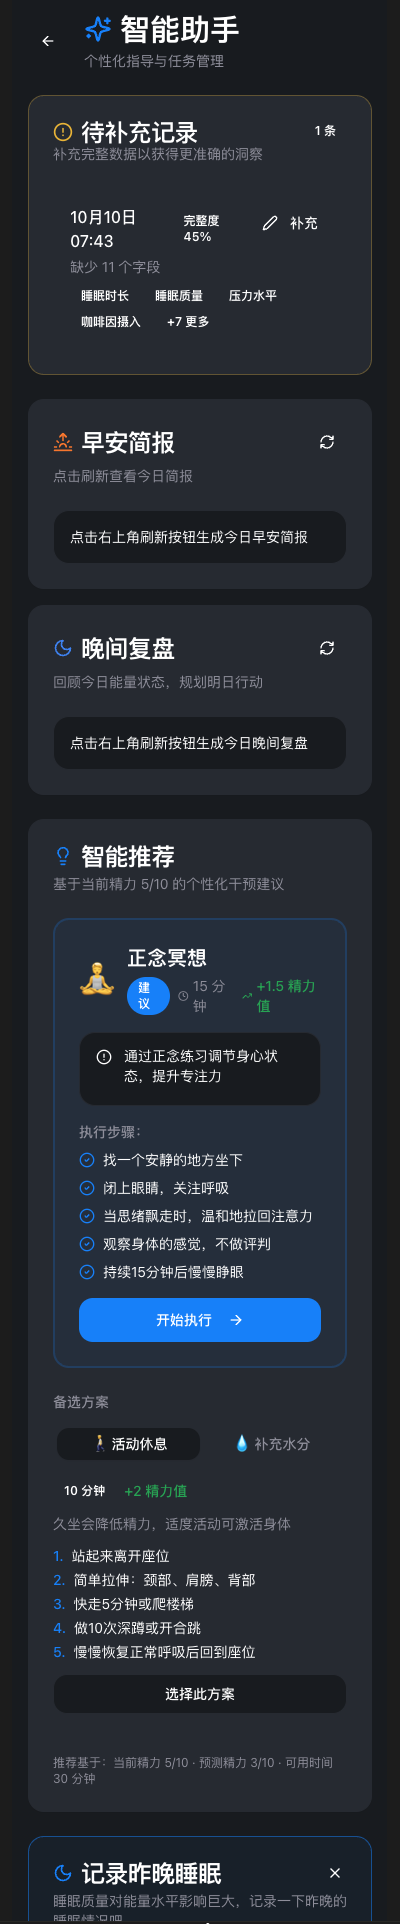 智能助手
个性化指导与任务管理
待补充记录
1 条
补充完整数据以获得更准确的洞察
10月10日
07:43
完整度
45%
补充
缺少 11 个字段
睡眠时长 睡眠质量 压力水平
咖啡因摄入 +7 更多
早安简报
点击刷新查看今日简报
点击右上角刷新按钮生成今日早安简报
晚间复盘
回顾今日能量状态，规划明日行动
点击右上角刷新按钮生成今日晚间复盘
智能推荐
基于当前精力 5/10 的个性化干预建议
正念冥想
建
议
15 分
钟
+1.5 精力
值
通过正念练习调节身心状
态，提升专注力
执行步骤：
找一个安静的地方坐下
闭上眼睛，关注呼吸
当思绪飘走时，温和地拉回注意力
观察身体的感觉，不做评判
持续15分钟后慢慢睁眼
开始执行
备选方案
活动休息 补充水分
10 分钟 +2 精力值
久坐会降低精力，适度活动可激活身体
1. 站起来离开座位
2. 简单拉伸：颈部、肩膀、背部
3. 快走5分钟或爬楼梯
4. 做10次深蹲或开合跳
5. 慢慢恢复正常呼吸后回到座位
选择此方案
推荐基于：当前精力 5/10 · 预测精力 3/10 · 可用时间
30 分钟
记录昨晚睡眠
睡眠质量对能量水平影响巨大，记录一下昨晚的
睡眠情况吧